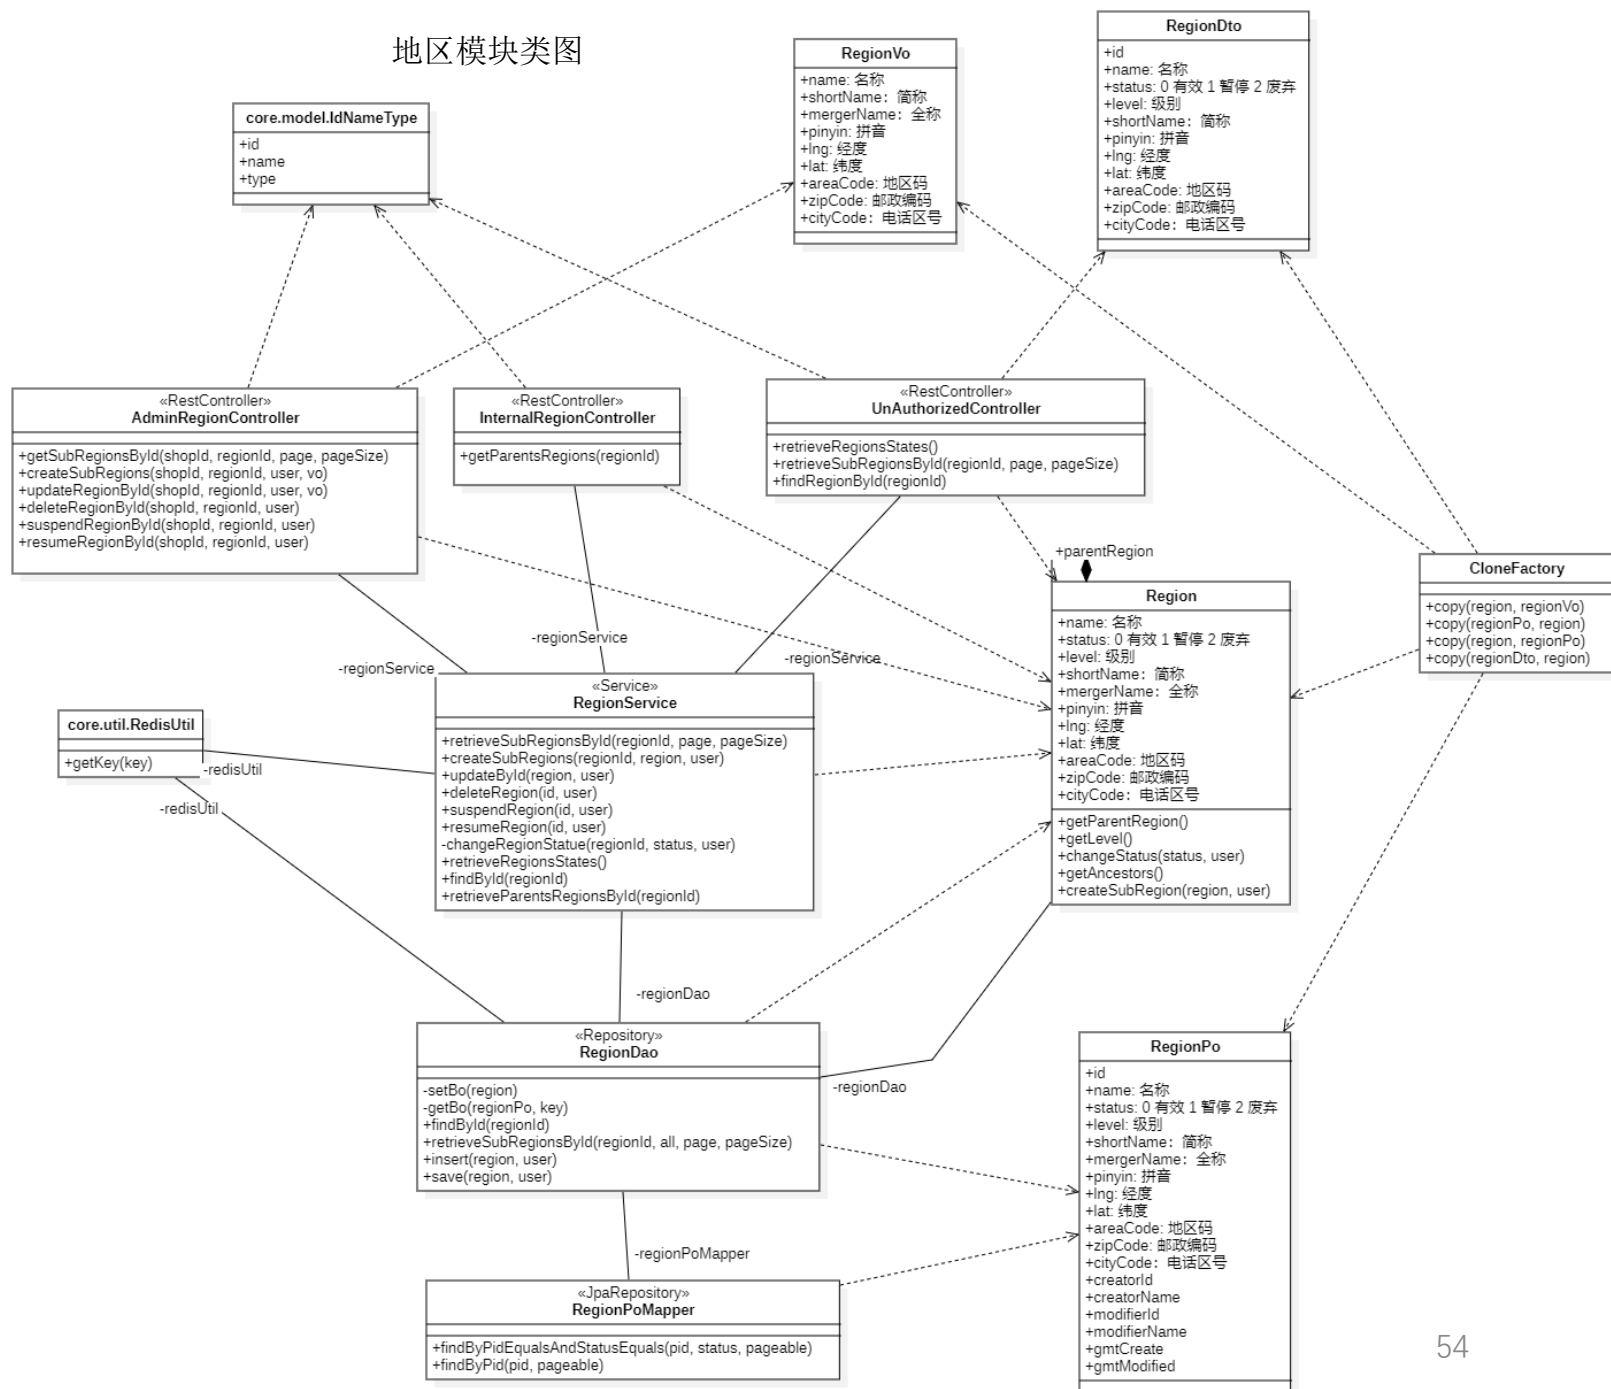 地区模块类图
core.model.IdNameType
+id
+name
+type
RegionVo
+name: 名称
+shortName：简称
+mergerName：全称
+pinyin: 拼音
+lng: 经度
+lat: 纬度
+areaCode: 地区码
+zipCode: 邮政编码
+cityCode：电话区号
RegionDto
+id
+name: 名称
+status: 0 有效 1 暂停 2 废弃
+level: 级别
+shortName：简称
+pinyin: 拼音
+lng: 经度
+lat: 纬度
+areaCode: 地区码
+zipCode: 邮政编码
+cityCode：电话区号
«RestController»
AdminRegionController
+getSubRegionsById(shopId, regionId, page, pageSize)
+createSubRegions(shopId, regionId, user, vo)
+updateRegionById(shopId, regionId, user, vo)
+deleteRegionById(shopId, regionId, user)
+suspendRegionById(shopId, regionId, user)
+resumeRegionById(shopId, regionId, user)
«RestController»
InternalRegionController
+getParentsRegions(regionId)
«RestController»
UnAuthorizedController
+retrieveRegionsStates()
+retrieveSubRegionsById(regionId, page, pageSize)
+findRegionById(regionId)
+parentRegion
Region
+name: 名称
+status: 0 有效 1 暂停 2 废弃
+level: 级别
+shortName：简称
+mergerName：全称
+pinyin: 拼音
+lng: 经度
+lat: 纬度
+areaCode: 地区码
+zipCode: 邮政编码
+cityCode：电话区号
+getParentRegion()
+getLevel()
+changeStatus(status, user)
+getAncestors()
+createSubRegion(region, user)
CloneFactory
+copy(region, regionVo)
+copy(regionPo, region)
+copy(region, regionPo)
+copy(regionDto, region)
-regionService
-regionService
-regionService
«Service»
RegionService
+retrieveSubRegionsById(regionId, page, pageSize)
+createSubRegions(regionId, region, user)
+updateById(region, user)
+deleteRegion(id, user)
+suspendRegion(id, user)
+resumeRegion(id, user)
-changeRegionStatue(regionId, status, user)
+retrieveRegionsStates()
+findById(regionId)
+retrieveParentsRegionsById(regionId)
core.util.RedisUtil
+getKey(key)
-redisUtil
-redisUtil
-regionDao
-regionDao
«Repository»
RegionDao
-setBo(region)
-getBo(regionPo, key)
+findById(regionId)
+retrieveSubRegionsById(regionId, all, page, pageSize)
+insert(region, user)
+save(region, user)
-regionPoMapper
«JpaRepository»
RegionPoMapper
+findByPidEqualsAndStatusEquals(pid, status, pageable)
+findByPid(pid, pageable)
RegionPo
+id
+name: 名称
+status: 0 有效 1 暂停 2 废弃
+level: 级别
+shortName：简称
+mergerName：全称
+pinyin: 拼音
+lng: 经度
+lat: 纬度
+areaCode: 地区码
+zipCode: 邮政编码
+cityCode：电话区号
+creatorId
+creatorName
+modifierId
+modifierName
+gmtCreate
+gmtModified
54